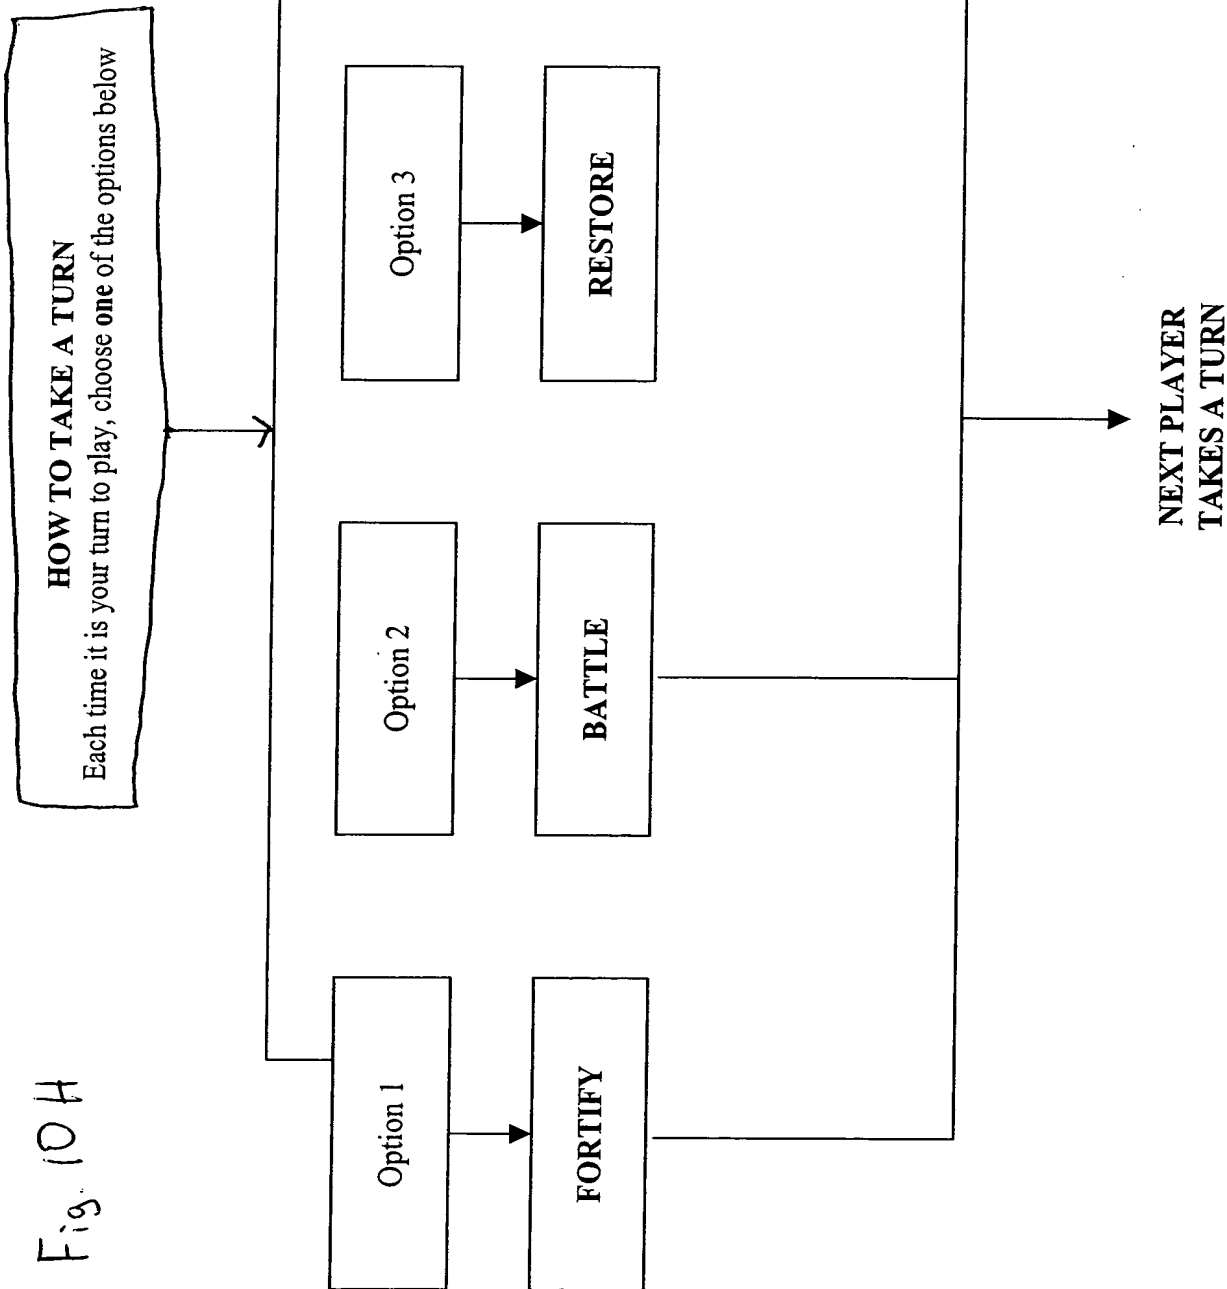 Fig. 10H
HOW TO TAKE A TURN
Each time it is your turn to play, choose one of the options below
Option 1
Option 2
Option 3
FORTIFY
BATTLE
RESTORE
NEXT PLAYER
TAKES A TURN